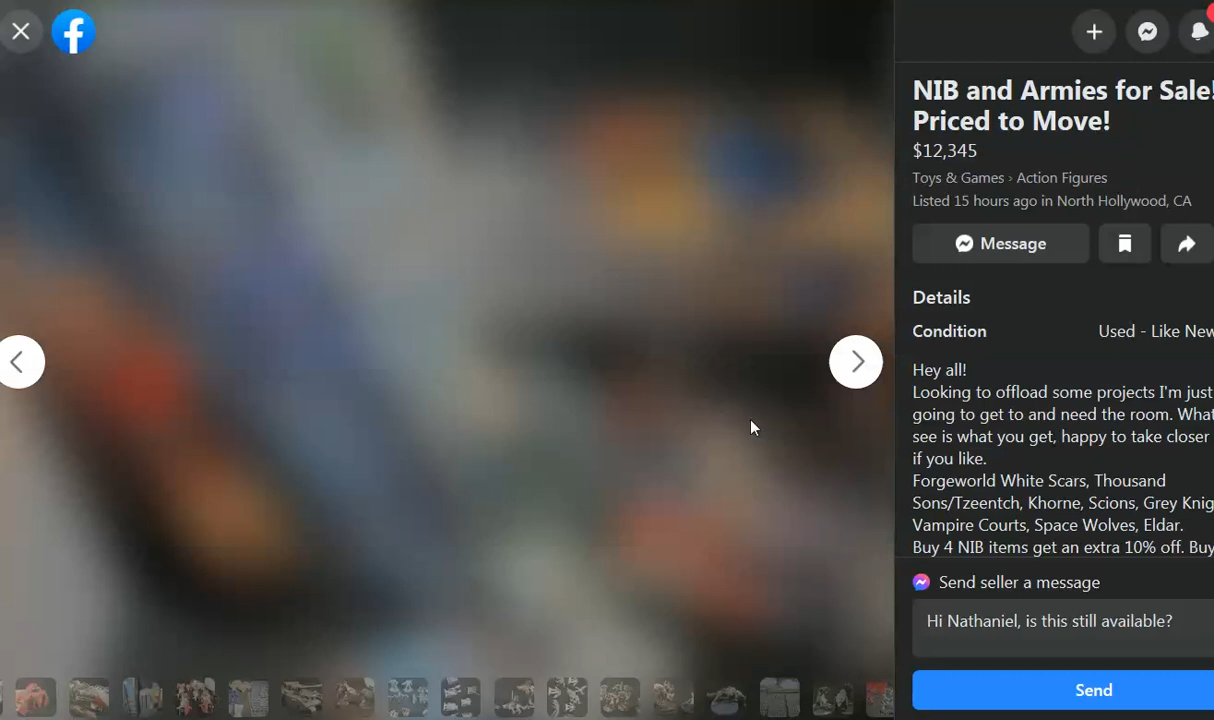 NIB and Armies for Sale!
Priced to Move!
$12,345
Toys & Games › Action Figures
Listed 15 hours ago in North Hollywood, CA
Message
Details
Condition
Used - Like New
Hey all!
Looking to offload some projects I'm just
going to get to and need the room. What
see is what you get, happy to take closer
if you like.
Forgeworld White Scars, Thousand
Sons/Tzeentch, Khorne, Scions, Grey Knig
Vampire Courts, Space Wolves, Eldar.
Buy 4 NIB items get an extra 10% off. Buy
Send seller a message
Hi Nathaniel, is this still available?
Send